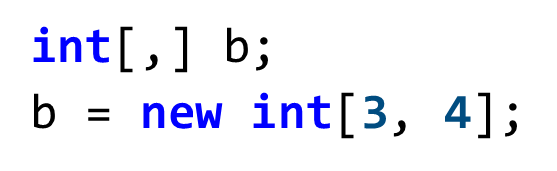 int[,] b;
b = new int[3, 4];